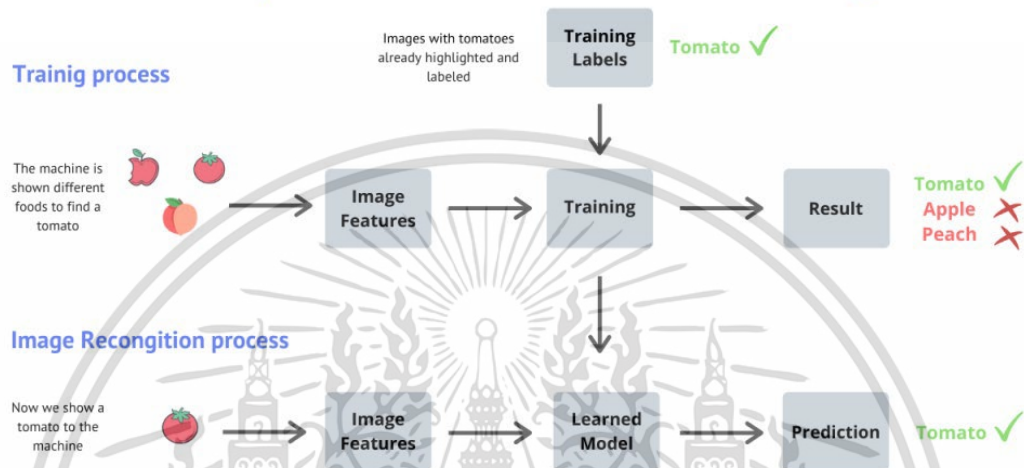 Images with tomatoes
already highlighted and
labeled
Training
Labels
Tomato
Trainig process
The machine is
shown different
foods to find a
tomato
Image
Features
Training
Result
Tomato
Apple
Peach
Image Recongition process
Now we show a
tomato to the
machine
Image
Features
Learned
Model
Prediction
Tomato